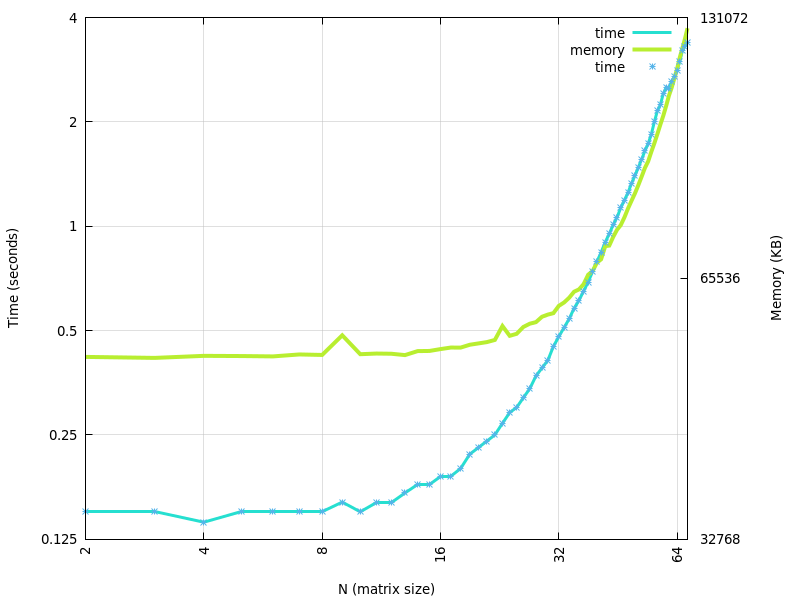 4
131072
time
memory
time
2
1
Time (seconds)
65536
Memory (KB)
0.5
0.25
0.125
32768
2
4
8
16
32
64
N (matrix size)